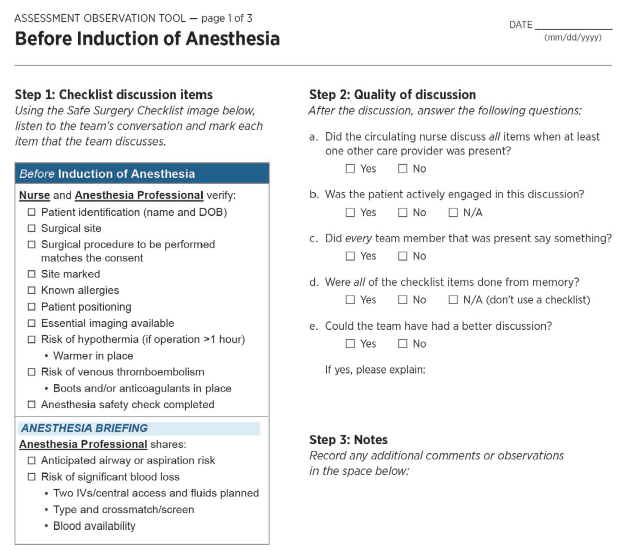 ASSESSMENT OBSERVATION TOOL — page 1 of 3
Before Induction of Anesthesia
DATE ______________
(mm/dd/yyyy)
Step 1: Checklist discussion items
Using the Safe Surgery Checklist image below,
listen to the team's conversation and mark each
item that the team discusses.
Before Induction of Anesthesia
Nurse and Anesthesia Professional verify:
☐ Patient identification (name and DOB)
☐ Surgical site
☐ Surgical procedure to be performed
matches the consent
☐ Site marked
☐ Known allergies
☐ Patient positioning
☐ Essential imaging available
☐ Risk of hypothermia (if operation >1 hour)
• Warmer in place
☐ Risk of venous thromboembolism
• Boots and/or anticoagulants in place
☐ Anesthesia safety check completed
ANESTHESIA BRIEFING
Anesthesia Professional shares:
☐ Anticipated airway or aspiration risk
☐ Risk of significant blood loss
• Two IVs/central access and fluids planned
• Type and crossmatch/screen
• Blood availability
Step 2: Quality of discussion
After the discussion, answer the following questions:
a. Did the circulating nurse discuss all items when at least
one other care provider was present?
☐ Yes ☐ No
b. Was the patient actively engaged in this discussion?
☐ Yes ☐ No ☐ N/A
c. Did every team member that was present say something?
☐ Yes ☐ No
d. Were all of the checklist items done from memory?
☐ Yes ☐ No ☐ N/A (don't use a checklist)
e. Could the team have had a better discussion?
☐ Yes ☐ No
If yes, please explain:
Step 3: Notes
Record any additional comments or observations
in the space below: